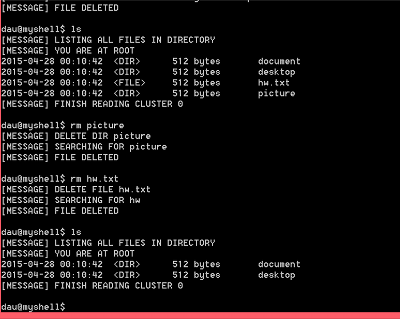 [MESSAGE] FILE DELETED
dau@myshell$ ls
[MESSAGE] LISTING ALL FILES IN DIRECTORY
[MESSAGE] YOU ARE AT ROOT
2015-04-28 00:10:42 <DIR> 512 bytes document
2015-04-28 00:10:42 <DIR> 512 bytes desktop
2015-04-28 00:10:42 <FILE> 512 bytes hw.txt
2015-04-28 00:10:42 <DIR> 512 bytes picture
[MESSAGE] FINISH READING CLUSTER 0
dau@myshell$ rm picture
[MESSAGE] DELETE DIR picture
[MESSAGE] SEARCHING FOR picture
[MESSAGE] FILE DELETED
dau@myshell$ rm hw.txt
[MESSAGE] DELETE FILE hw.txt
[MESSAGE] SEARCHING FOR hw
[MESSAGE] FILE DELETED
dau@myshell$ ls
[MESSAGE] LISTING ALL FILES IN DIRECTORY
[MESSAGE] YOU ARE AT ROOT
2015-04-28 00:10:42 <DIR> 512 bytes document
2015-04-28 00:10:42 <DIR> 512 bytes desktop
[MESSAGE] FINISH READING CLUSTER 0
dau@myshell$